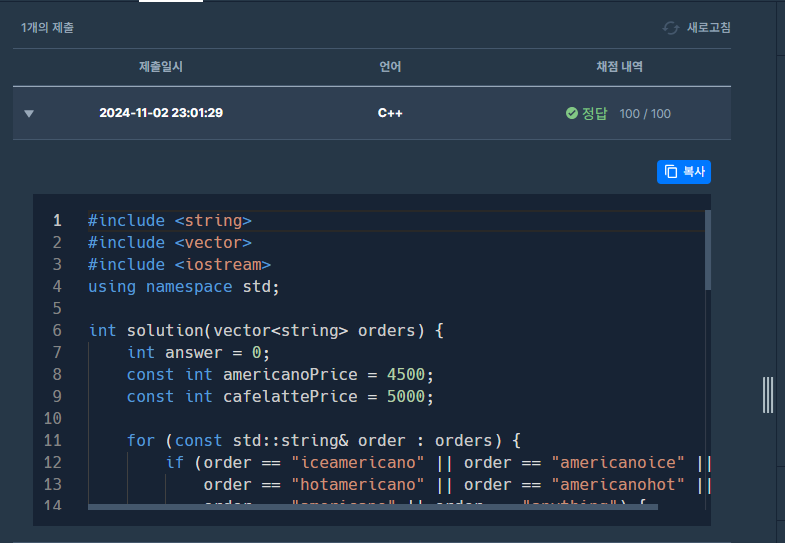 1개의 제출
새로고침
제출일시 언어 채점 내역
2024-11-02 23:01:29 C++ 정답 100 / 100
복사
1 #include <string>
2 #include <vector>
3 #include <iostream>
4 using namespace std;
5
6 int solution(vector<string> orders) {
7 int answer = 0;
8 const int americanoPrice = 4500;
9 const int cafelattePrice = 5000;
10
11 for (const std::string& order : orders) {
12 if (order == "iceamericano" || order == "americanoice" ||
13 order == "hotamericano" || order == "americanohot" ||
14 order == "americano" || order == "anything") {